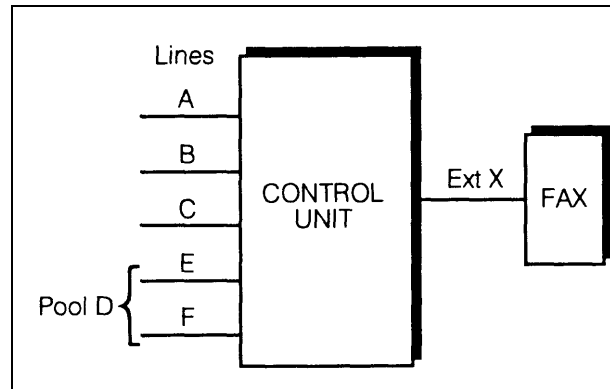 Lines
A
B
C
E
F
Pool D
CONTROL
UNIT
Ext X
FAX